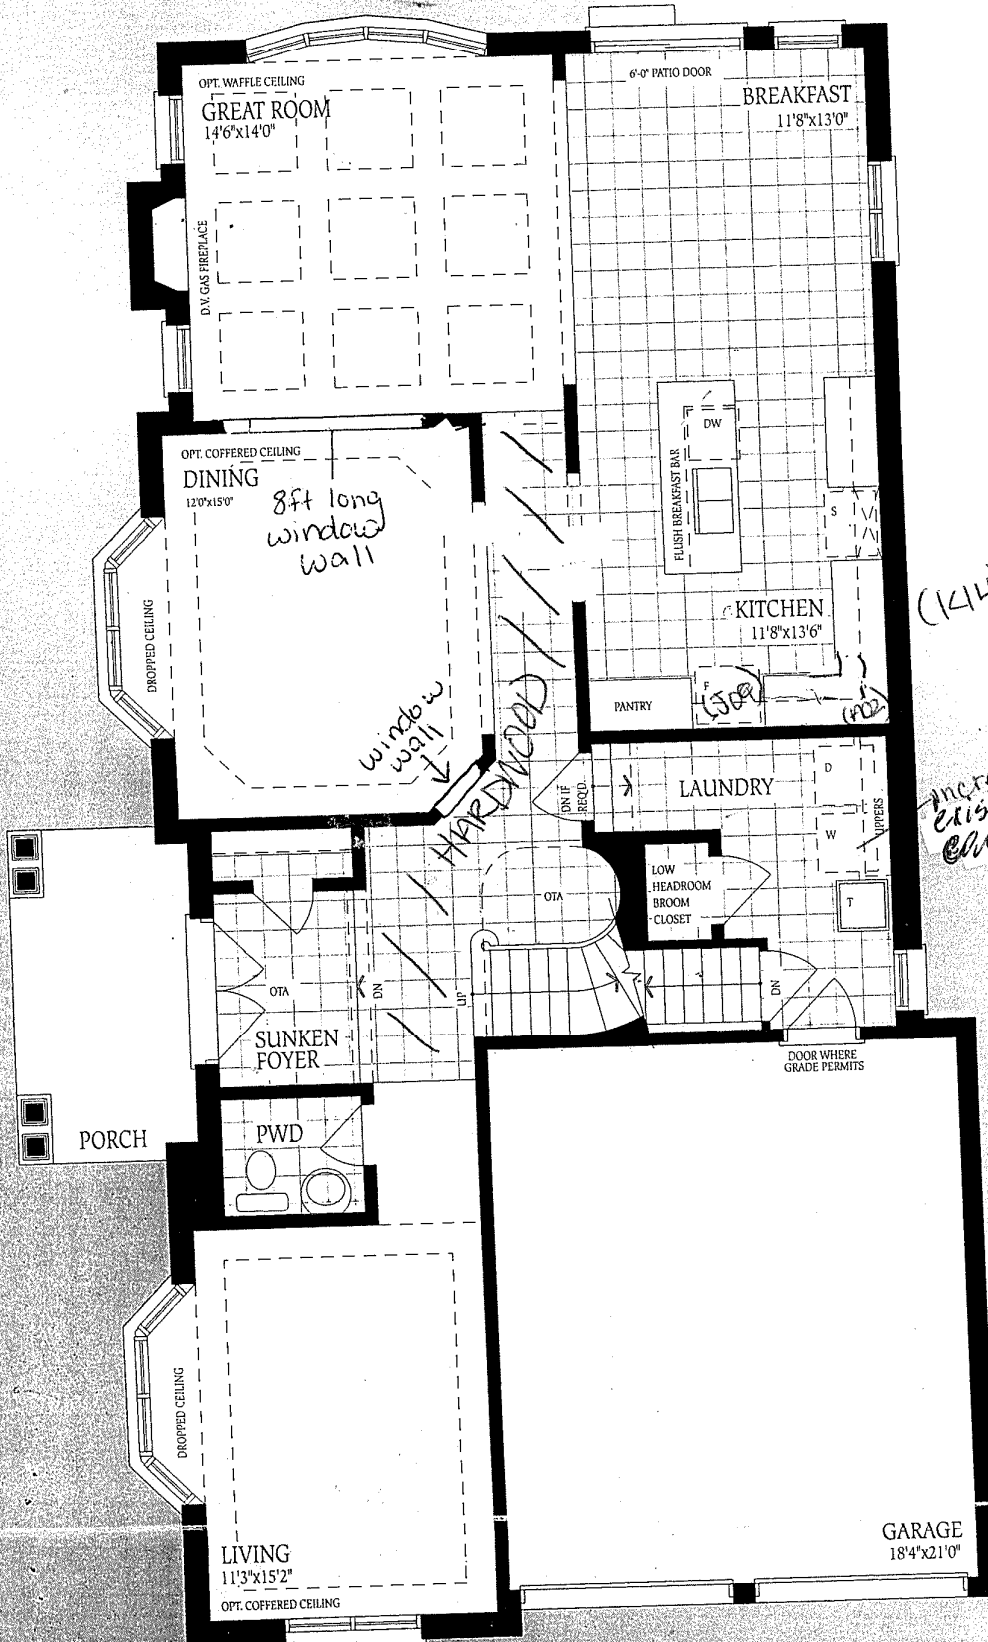 OPT. WAFFLE CEILING
GREAT ROOM
14'6"x14'0"
D.V. GAS FIREPLACE
6'-0" PATIO DOOR
BREAKFAST
11'8"x13'0"
OPT. COFFERED CEILING
DINING
12'0"x15'0"
8ft long
window
wall
DROPPED CEILING
window
wall
HARDWOOD
DW
FLUSH BREAKFAST BAR
S
KITCHEN
11'8"x13'6"
PANTRY
F
DN IF
REQ'D.
LAUNDRY
D
W
UPPERS
T
LOW
HEADROOM
BROOM
CLOSET
OTA
OTA
DN
UP
DN
SUNKEN
FOYER
DOOR WHERE
GRADE PERMITS
PORCH
PWD
DROPPED CEILING
LIVING
11'3"x15'2"
OPT. COFFERED CEILING
GARAGE
18'4"x21'0"